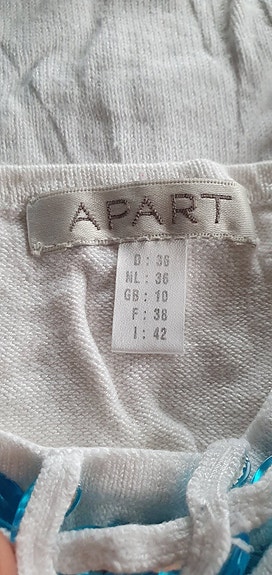 APART
D : 36
NL : 36
GB : 10
F : 38
I : 42